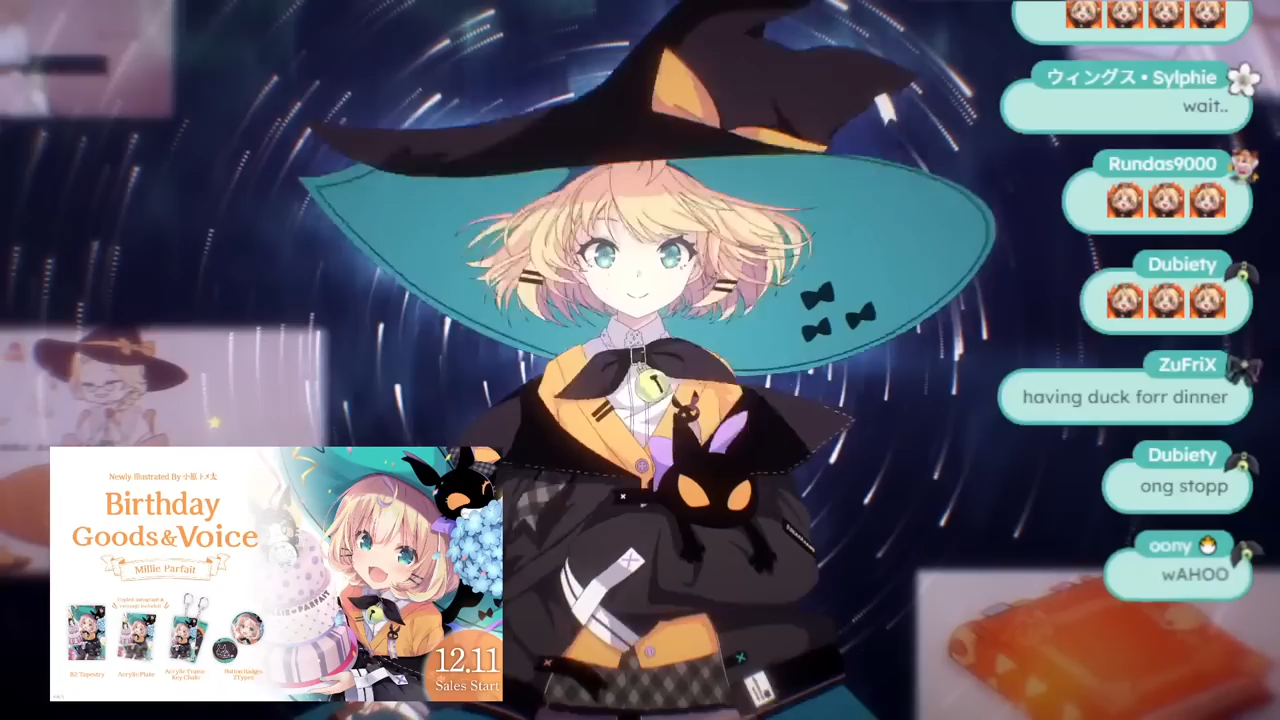 Newly Illustrated By 小原トメ太
Birthday
Goods&Voice
Millie Parfait
B2 Tapestry
Acrylic Plate
Acrylic Frame
Key Chain
Button Badges
2Types
12.11
Sales Start
ウィングス • Sylphie
wait..
Rundas9000
Dubiety
ZuFriX
having duck forr dinner
Dubiety
ong stopp
oony
wAHOO